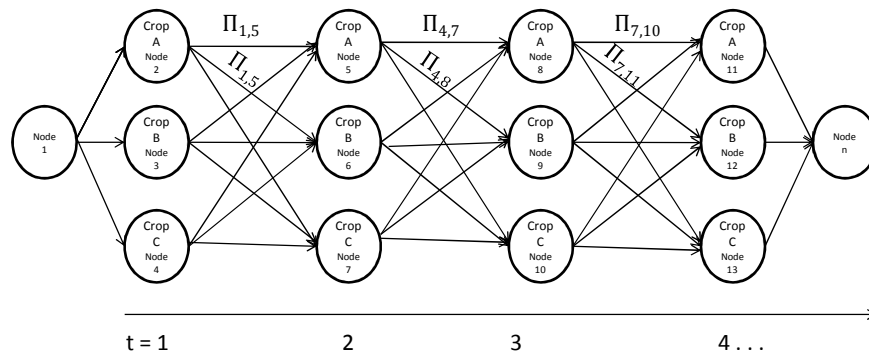 Crop
A
Node
2
Π1,5
Crop
A
Node
5
Π4,7
Crop
A
Node
8
Π7,10
Crop
A
Node
11
Π1,5
Π4,8
Π7,11
Node
1
Crop
B
Node
3
Crop
B
Node
6
Crop
B
Node
9
Crop
B
Node
12
Node
n
Crop
C
Node
4
Crop
C
Node
7
Crop
C
Node
10
Crop
C
Node
13
t = 1 2 3 4 . . .